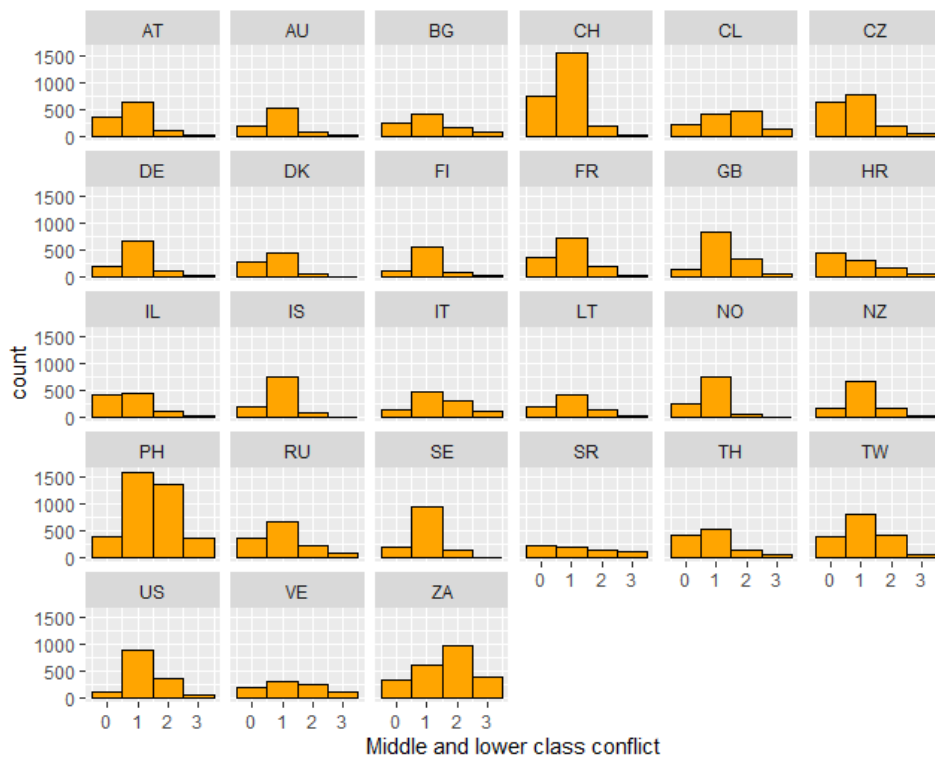 AT AU BG CH CL CZ
1500
1000
500
0
DE DK FI FR GB HR
1500
1000
500
0
IL IS IT LT NO NZ
1500
1000
500
0
count
PH RU SE SR TH TW
1500
1000
500
0
0 1 2 3 0 1 2 3 0 1 2 3
US VE ZA
1500
1000
500
0
0 1 2 3 0 1 2 3 0 1 2 3
Middle and lower class conflict